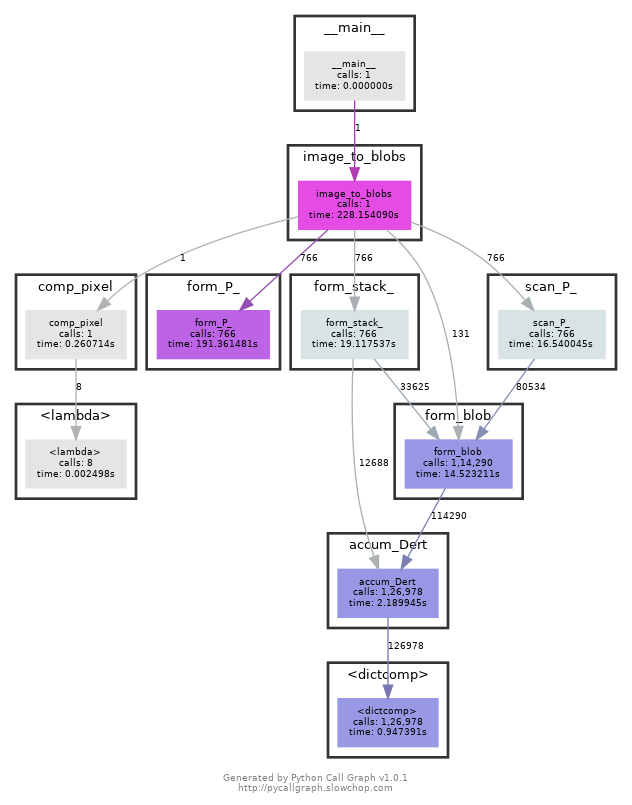 __main__
__main__
calls: 1
time: 0.000000s
1
image_to_blobs
image_to_blobs
calls: 1
time: 228.154090s
1
766
766
131
766
comp_pixel
comp_pixel
calls: 1
time: 0.260714s
form_P_
form_P_
calls: 766
time: 191.361481s
form_stack_
form_stack_
calls: 766
time: 19.117537s
scan_P_
scan_P_
calls: 766
time: 16.540045s
8
33625
80534
<lambda>
<lambda>
calls: 8
time: 0.002498s
12688
form_blob
form_blob
calls: 1,14,290
time: 14.523211s
114290
accum_Dert
accum_Dert
calls: 1,26,978
time: 2.189945s
126978
<dictcomp>
<dictcomp>
calls: 1,26,978
time: 0.947391s
Generated by Python Call Graph v1.0.1
http://pycallgraph.slowchop.com